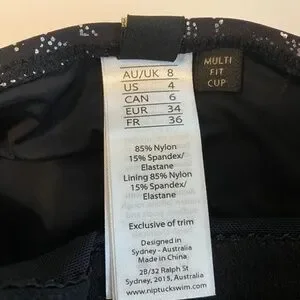 AU/UK 8
US 4
CAN 6
EUR 34
FR 36
MULTI
FIT
CUP
85% Nylon
15% Spandex/
Elastane
Lining 85% Nylon
15% Spandex/
Elastane
Exclusive of trim
Designed in
Sydney - Australia
Made in China
2B/32 Ralph St
Sydney, 2015, Australia
www.niptuckswim.com